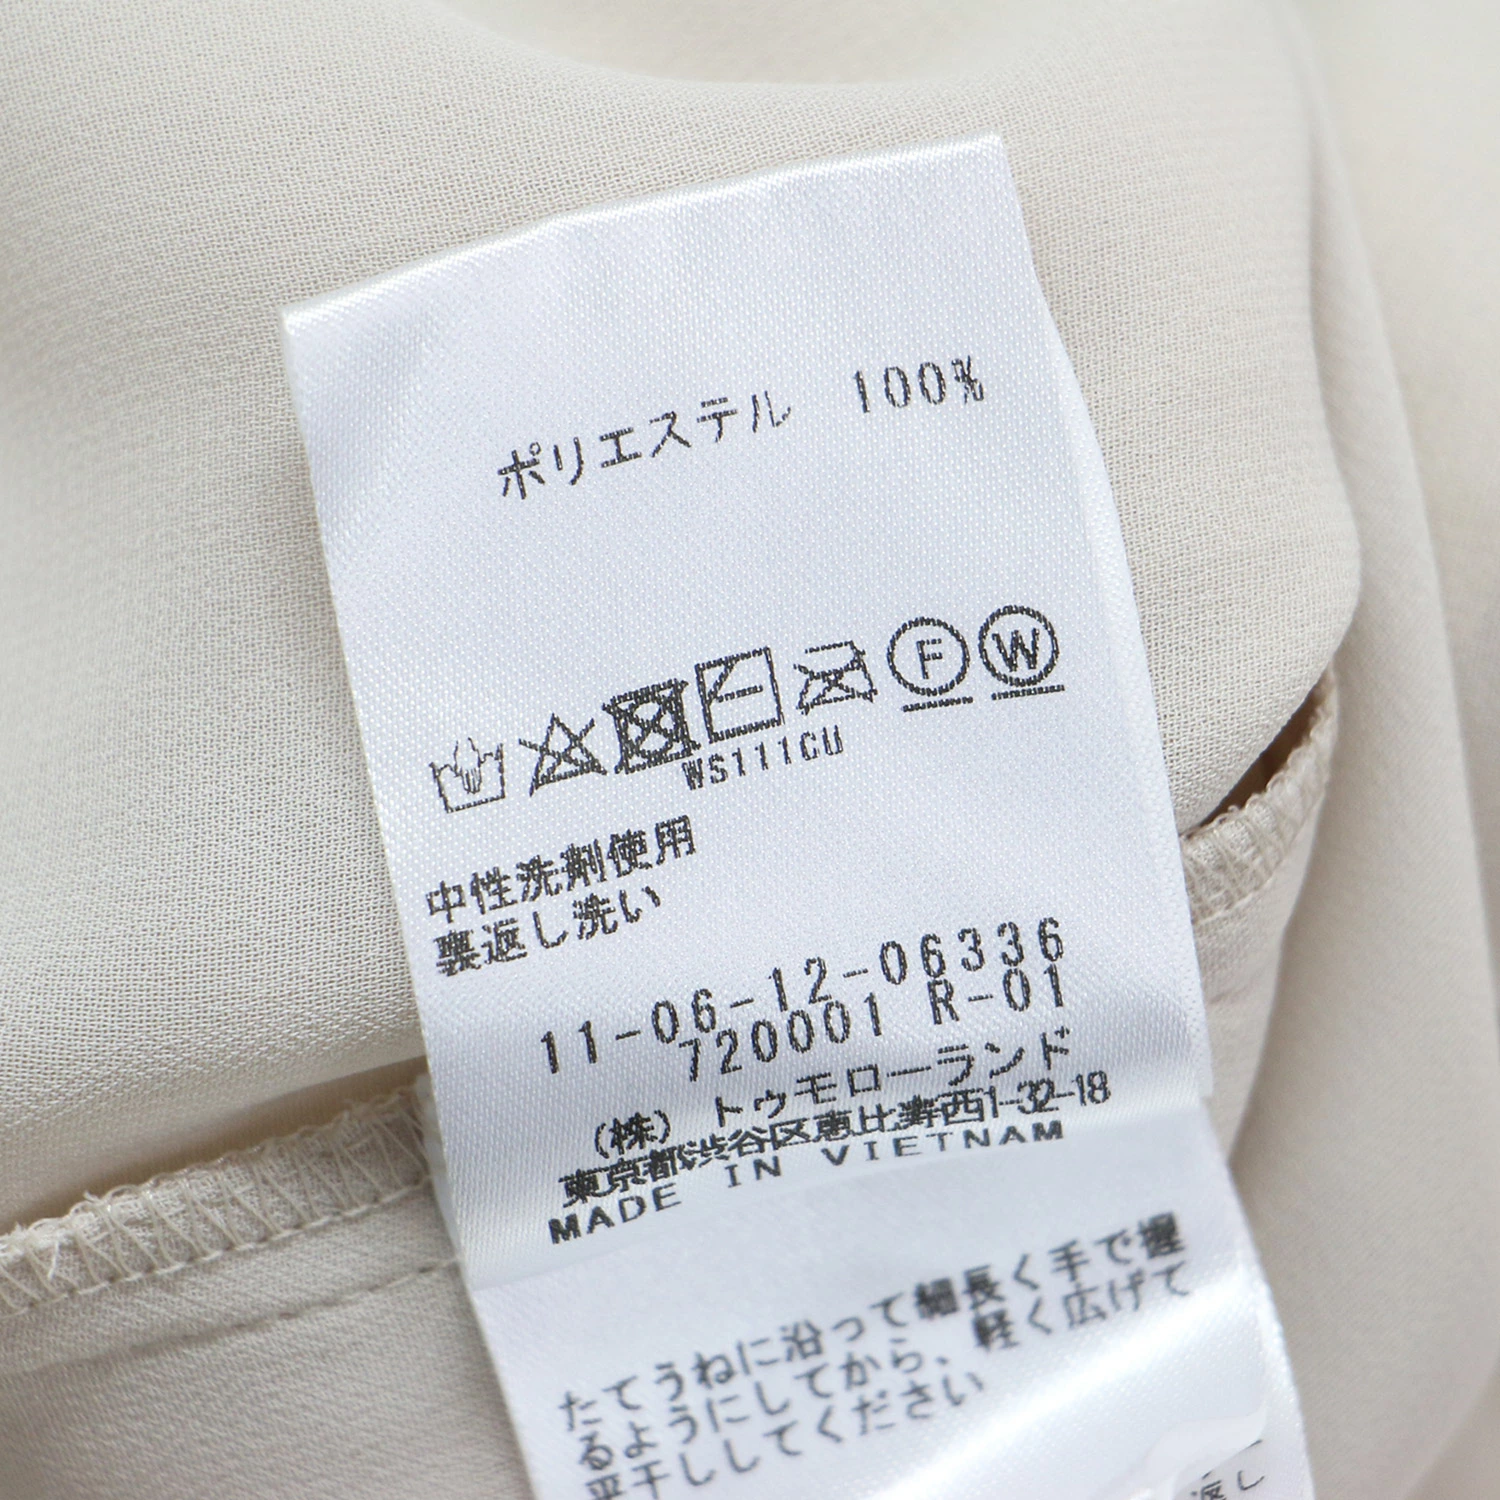 ポリエステル 100%
F W
WS111CU
中性洗剤使用
裏返し洗い
11-06-12-06336
720001 R-01
(株) トゥモローランド
東京都渋谷区恵比寿西1-32-18
MADE IN VIETNAM
たてうねに沿って細長く手で握
るようにしてから、軽く広げて
平干ししてください
返し